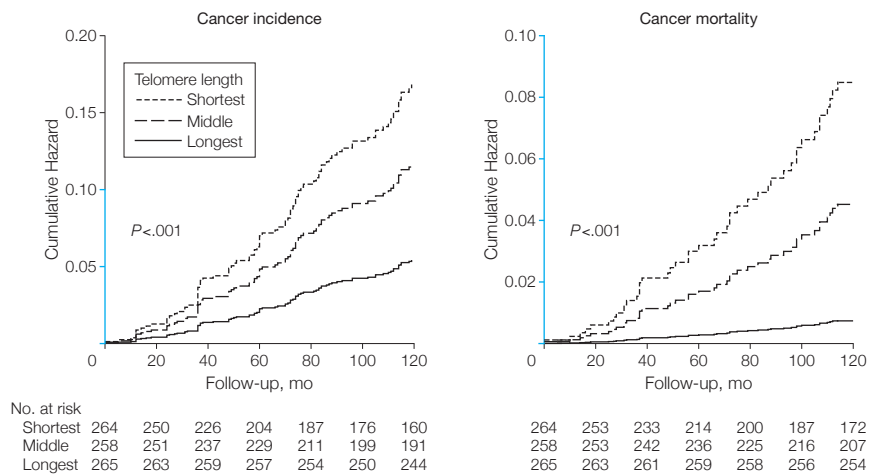 Cancer incidence
0.20
0.15
0.10
0.05
Cumulative Hazard
Telomere length
Shortest
Middle
Longest
P<.001
0 20 40 60 80 100 120
Follow-up, mo
Cancer mortality
0.10
0.08
0.06
0.04
0.02
Cumulative Hazard
P<.001
0 20 40 60 80 100 120
Follow-up, mo
No. at risk
Shortest 264 250 226 204 187 176 160 264 253 233 214 200 187 172
Middle 258 251 237 229 211 199 191 258 253 242 236 225 216 207
Longest 265 263 259 257 254 250 244 265 263 261 259 258 256 254